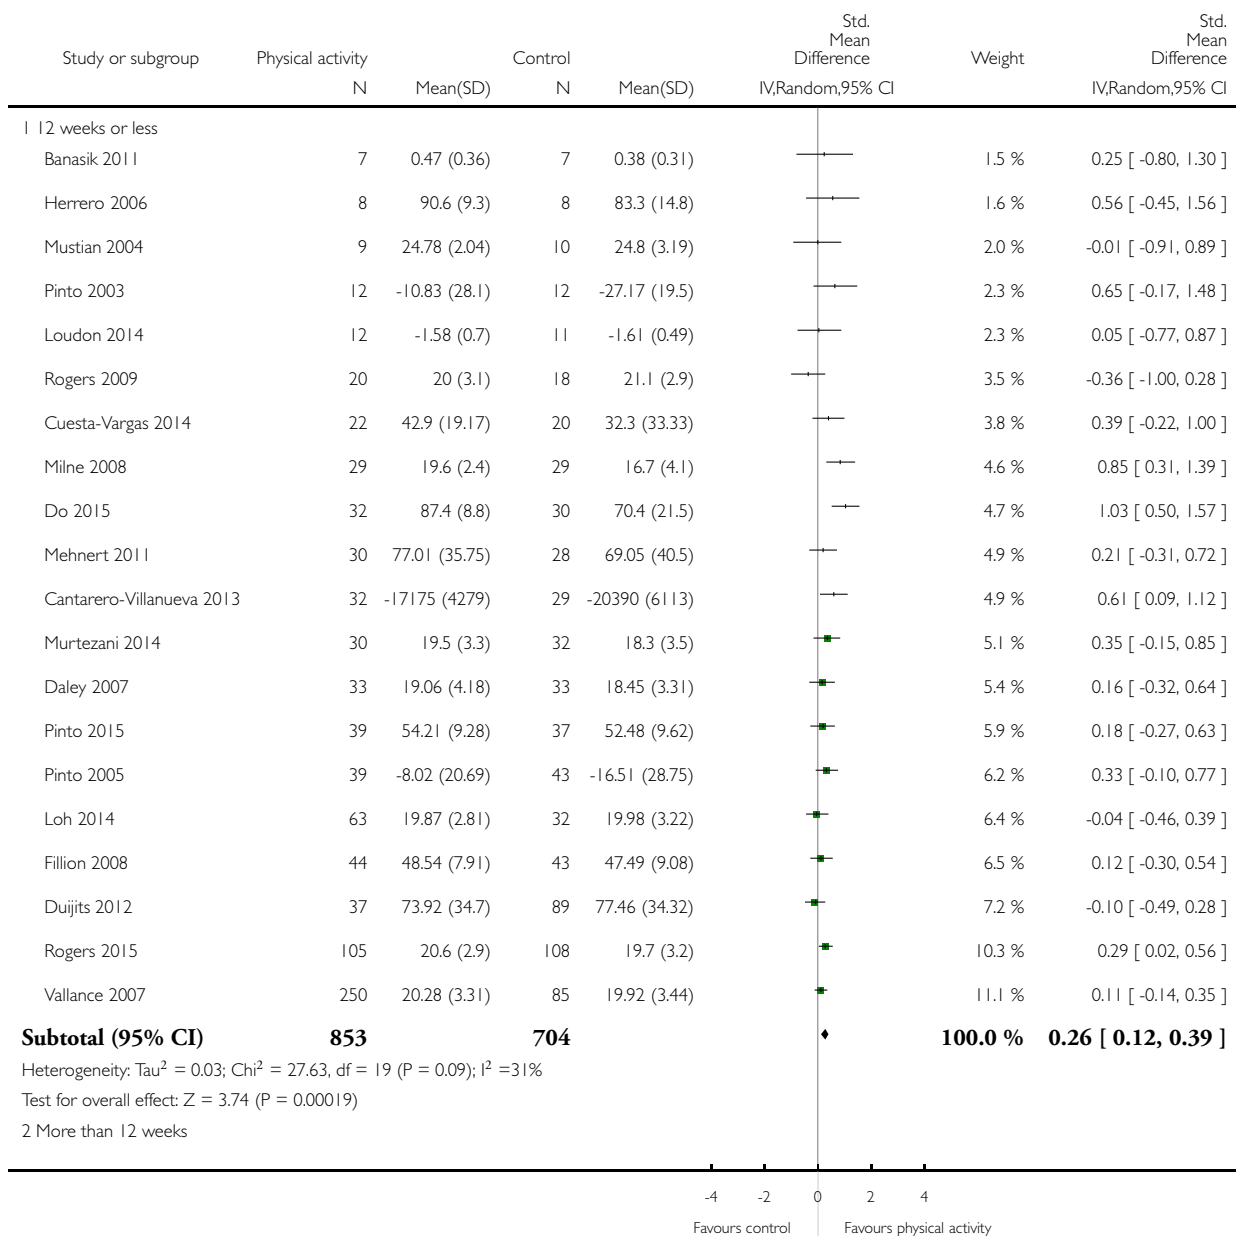 Study or subgroup Physical activity Control Std. Mean Difference Weight Std. Mean Difference
N Mean(SD) N Mean(SD) IV,Random,95% CI IV,Random,95% CI
1 12 weeks or less
Banasik 2011 7 0.47 (0.36) 7 0.38 (0.31) 1.5 % 0.25 [ -0.80, 1.30 ]
Herrero 2006 8 90.6 (9.3) 8 83.3 (14.8) 1.6 % 0.56 [ -0.45, 1.56 ]
Mustian 2004 9 24.78 (2.04) 10 24.8 (3.19) 2.0 % -0.01 [ -0.91, 0.89 ]
Pinto 2003 12 -10.83 (28.1) 12 -27.17 (19.5) 2.3 % 0.65 [ -0.17, 1.48 ]
Loudon 2014 12 -1.58 (0.7) 11 -1.61 (0.49) 2.3 % 0.05 [ -0.77, 0.87 ]
Rogers 2009 20 20 (3.1) 18 21.1 (2.9) 3.5 % -0.36 [ -1.00, 0.28 ]
Cuesta-Vargas 2014 22 42.9 (19.17) 20 32.3 (33.33) 3.8 % 0.39 [ -0.22, 1.00 ]
Milne 2008 29 19.6 (2.4) 29 16.7 (4.1) 4.6 % 0.85 [ 0.31, 1.39 ]
Do 2015 32 87.4 (8.8) 30 70.4 (21.5) 4.7 % 1.03 [ 0.50, 1.57 ]
Mehnert 2011 30 77.01 (35.75) 28 69.05 (40.5) 4.9 % 0.21 [ -0.31, 0.72 ]
Cantarero-Villanueva 2013 32 -17175 (4279) 29 -20390 (6113) 4.9 % 0.61 [ 0.09, 1.12 ]
Murtezani 2014 30 19.5 (3.3) 32 18.3 (3.5) 5.1 % 0.35 [ -0.15, 0.85 ]
Daley 2007 33 19.06 (4.18) 33 18.45 (3.31) 5.4 % 0.16 [ -0.32, 0.64 ]
Pinto 2015 39 54.21 (9.28) 37 52.48 (9.62) 5.9 % 0.18 [ -0.27, 0.63 ]
Pinto 2005 39 -8.02 (20.69) 43 -16.51 (28.75) 6.2 % 0.33 [ -0.10, 0.77 ]
Loh 2014 63 19.87 (2.81) 32 19.98 (3.22) 6.4 % -0.04 [ -0.46, 0.39 ]
Fillion 2008 44 48.54 (7.91) 43 47.49 (9.08) 6.5 % 0.12 [ -0.30, 0.54 ]
Duijits 2012 37 73.92 (34.7) 89 77.46 (34.32) 7.2 % -0.10 [ -0.49, 0.28 ]
Rogers 2015 105 20.6 (2.9) 108 19.7 (3.2) 10.3 % 0.29 [ 0.02, 0.56 ]
Vallance 2007 250 20.28 (3.31) 85 19.92 (3.44) 11.1 % 0.11 [ -0.14, 0.35 ]
Subtotal (95% CI) 853 704 100.0 % 0.26 [ 0.12, 0.39 ]
Heterogeneity: Tau² = 0.03; Chi² = 27.63, df = 19 (P = 0.09); I² =31%
Test for overall effect: Z = 3.74 (P = 0.00019)
2 More than 12 weeks
-4 -2 0 2 4
Favours control Favours physical activity